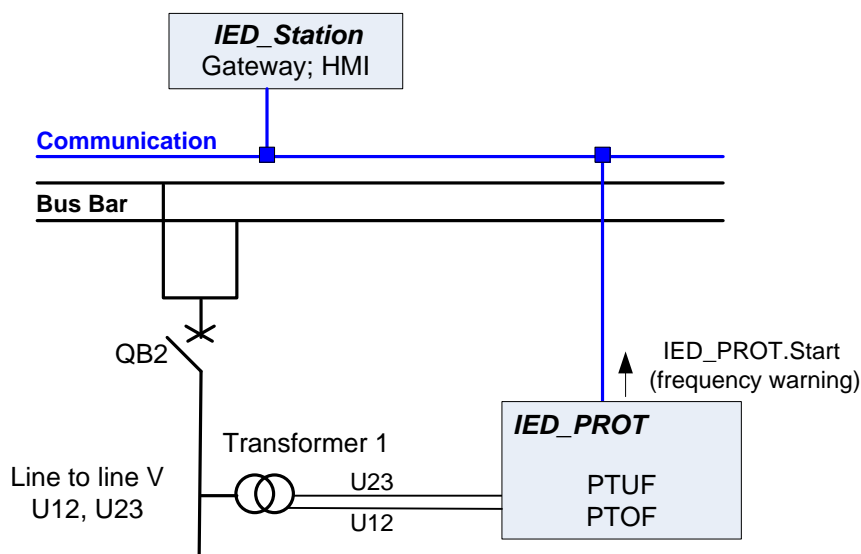 IED_Station
Gateway; HMI
Communication
Bus Bar
QB2
IED_PROT.Start
(frequency warning)
Transformer 1
IED_PROT
Line to line V
U12, U23
U23
U12
PTUF
PTOF